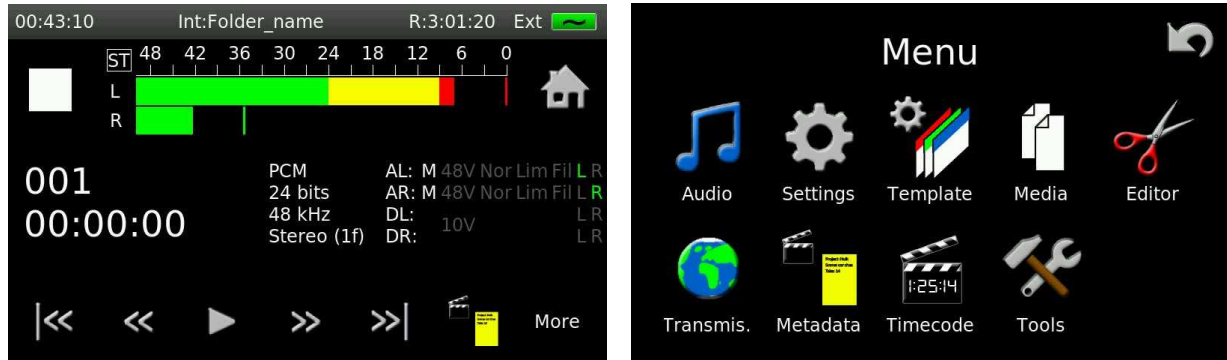 00:43:10 Int:Folder_name R:3:01:20 Ext
ST 48 42 36 30 24 18 12 6 0
L
R
001
00:00:00
PCM AL: M 48V Nor Lim Fil L R
24 bits AR: M 48V Nor Lim Fil L R
48 kHz DL: 10V L R
Stereo (1f) DR: L R
More
Menu
Audio Settings Template Media Editor
1:25:14
Transmis. Metadata Timecode Tools